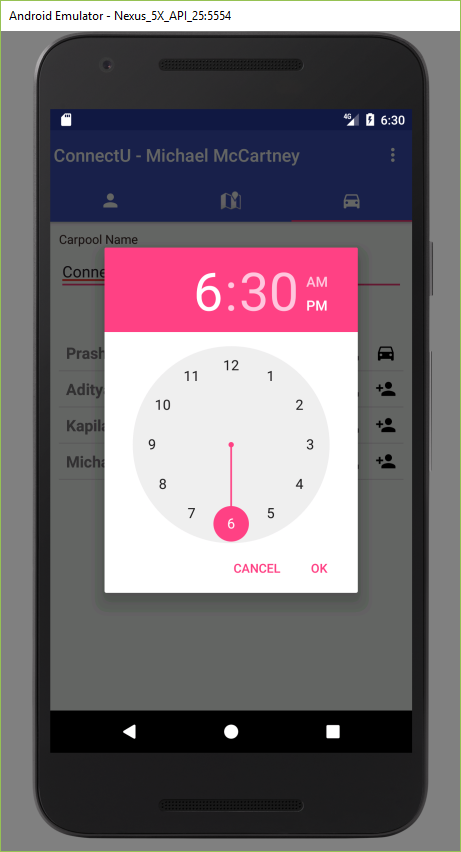 Android Emulator - Nexus_5X_API_25:5554
4G 6:30
ConnectU - Michael McCartney
Carpool Name
Conne
6:30 AM
PM
12
11 1
10 2
9 3
8 4
7 5
6
Prash
Aditya
Kapila
Micha
CANCEL OK